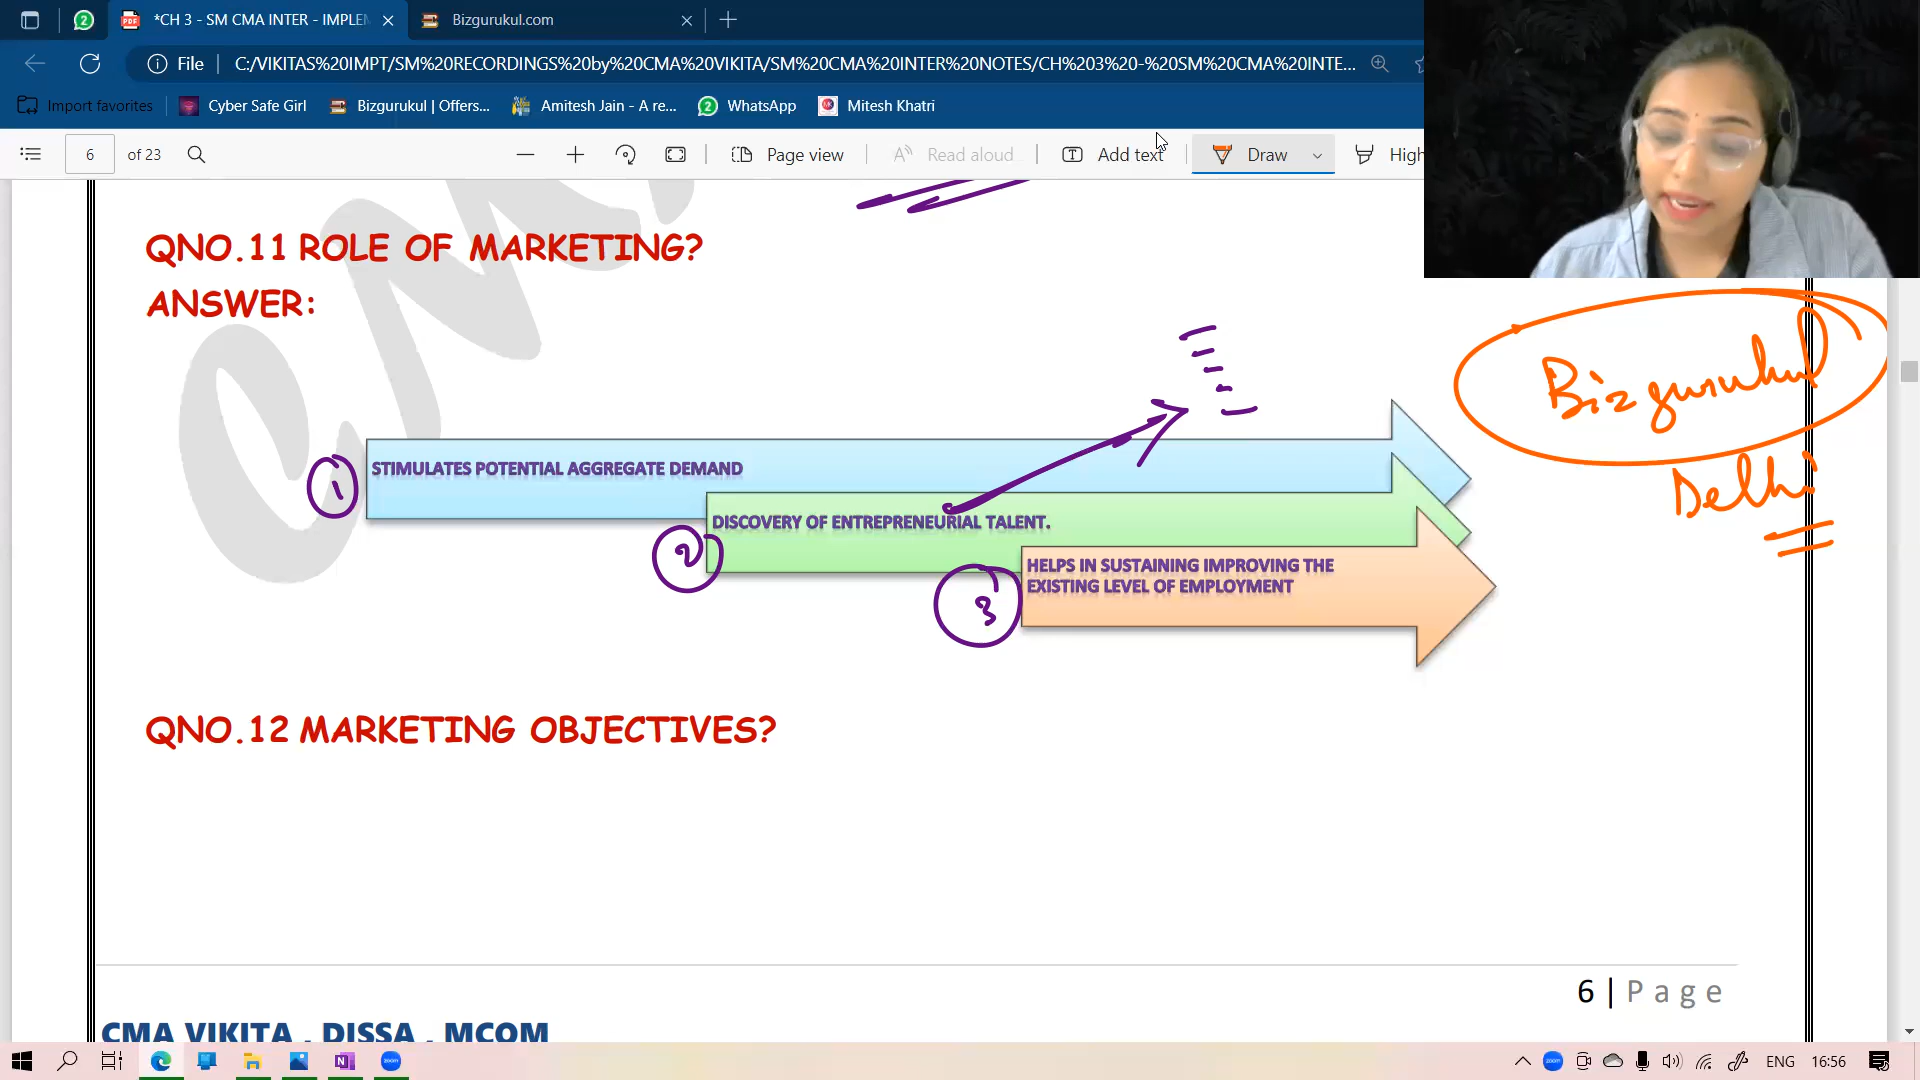 *CH 3 - SM CMA INTER - IMPLEM
Bizgurukul.com
File
C:/VIKITAS%20IMPT/SM%20RECORDINGS%20by%20CMA%20VIKITA/SM%20CMA%20INTER%20NOTES/CH%203%20-%20SM%20CMA%20INTE...
Import favorites
Cyber Safe Girl
Bizgurukul | Offers...
Amitesh Jain - A re...
WhatsApp
Mitesh Khatri
6 of 23
Page view
Read aloud
Add text
Draw
High
QNO.11 ROLE OF MARKETING?
ANSWER:
Bizgurukul
Delhi
1 STIMULATES POTENTIAL AGGREGATE DEMAND
2 DISCOVERY OF ENTREPRENEURIAL TALENT.
3 HELPS IN SUSTAINING IMPROVING THE
EXISTING LEVEL OF EMPLOYMENT
QNO.12 MARKETING OBJECTIVES?
6 | Page
CMA VIKITA , DISSA , MCOM
ENG
16:56